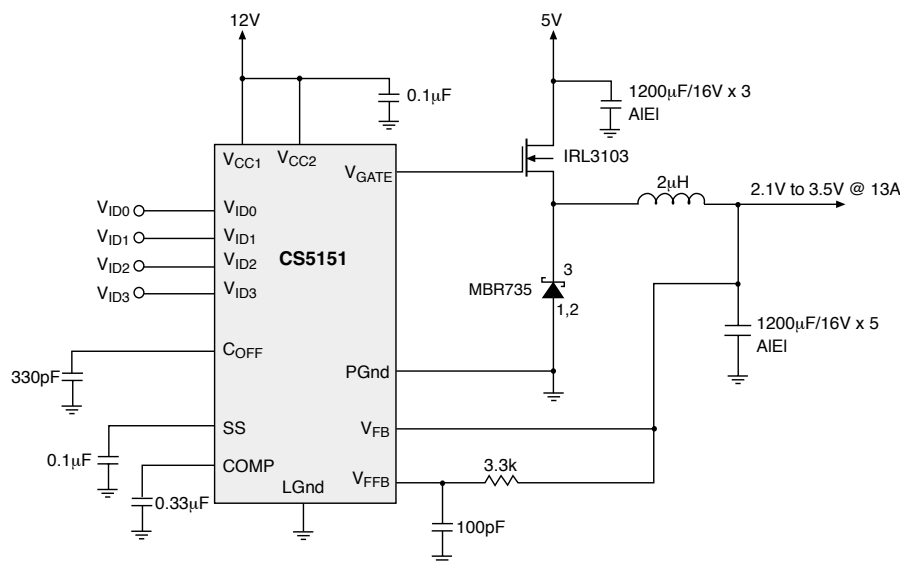 12V
5V
0.1μF
1200μF/16V x 3
AlEl
VCC1
VCC2
VGATE
IRL3103
2μH
2.1V to 3.5V @ 13A
VID0
VID0
VID1
VID1
VID2
VID2
VID3
VID3
CS5151
MBR735
3
1,2
1200μF/16V x 5
AlEl
COFF
330pF
PGnd
SS
VFB
0.1μF
COMP
3.3k
VFFB
LGnd
0.33μF
100pF